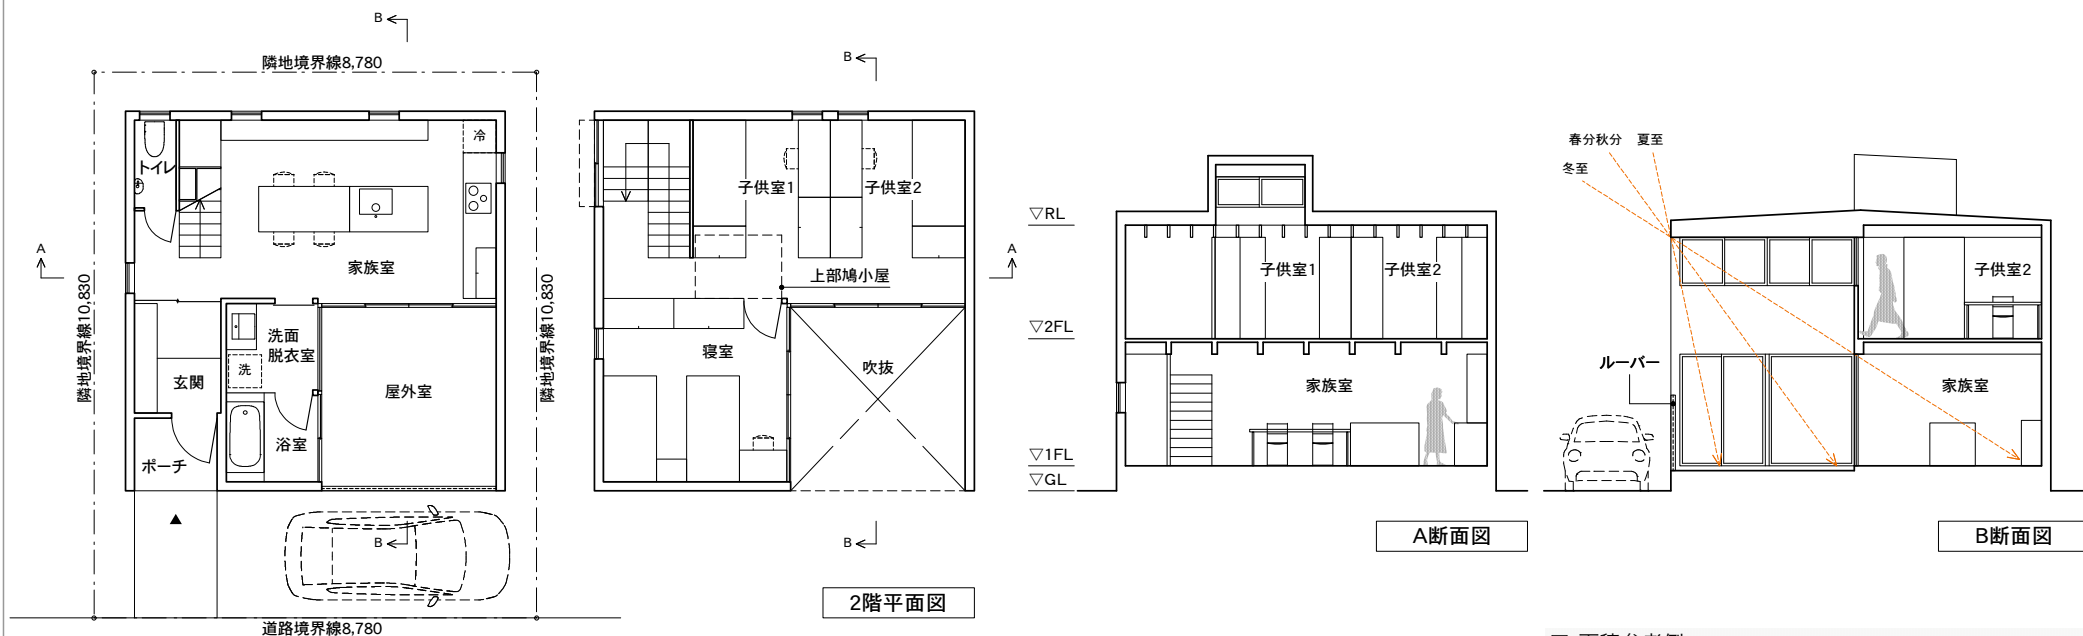 B
隣地境界線8,780
冷
トイレ
家族室
A
隣地境界線10,830
隣地境界線10,830
洗面
脱衣室
洗
玄関
屋外室
浴室
ポーチ
▲
B
道路境界線8,780
B
子供室1
子供室2
A
上部鳩小屋
寝室
吹抜
B
2階平面図
▽RL
子供室1
子供室2
▽2FL
家族室
▽1FL
▽GL
A断面図
春分秋分
夏至
冬至
子供室2
ルーバー
家族室
B断面図